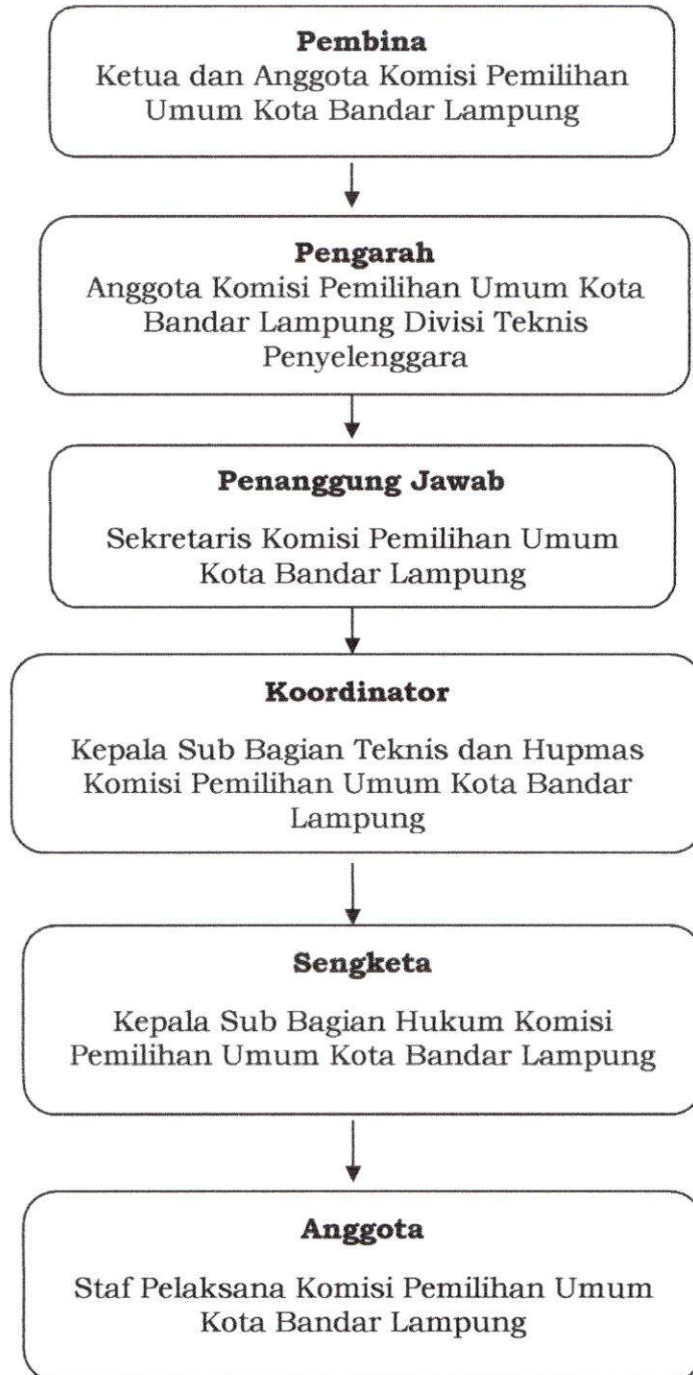 Pembina
Ketua dan Anggota Komisi Pemilihan
Umum Kota Bandar Lampung
Pengarah
Anggota Komisi Pemilihan Umum Kota
Bandar Lampung Divisi Teknis
Penyelenggara
Penanggung Jawab
Sekretaris Komisi Pemilihan Umum
Kota Bandar Lampung
Koordinator
Kepala Sub Bagian Teknis dan Hupmas
Komisi Pemilihan Umum Kota Bandar
Lampung
Sengketa
Kepala Sub Bagian Hukum Komisi
Pemilihan Umum Kota Bandar Lampung
Anggota
Staf Pelaksana Komisi Pemilihan Umum
Kota Bandar Lampung